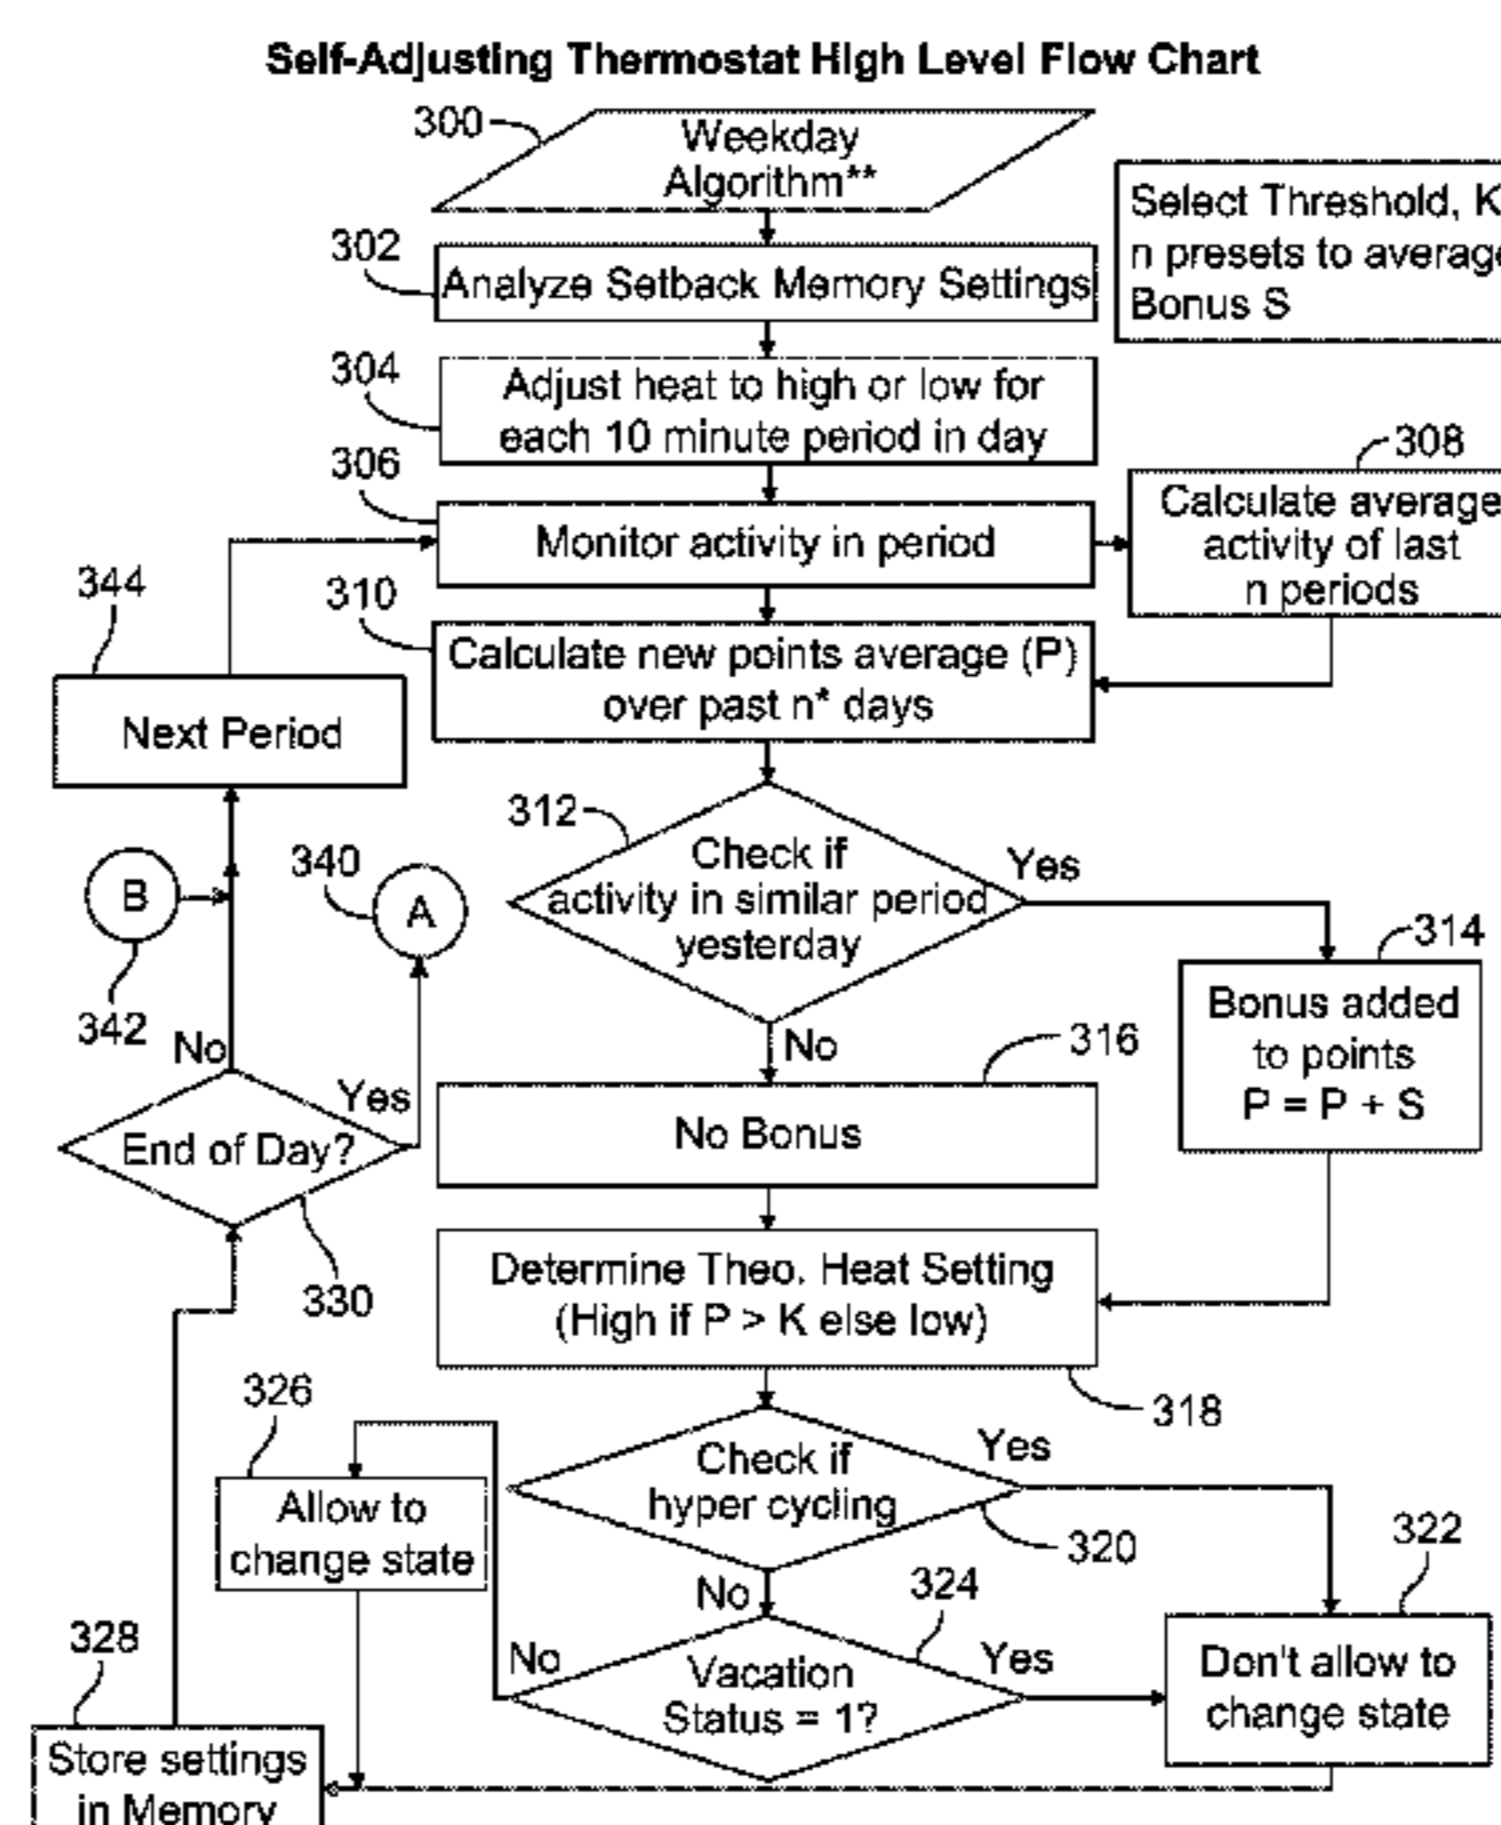 Self-Adjusting Thermostat High Level Flow Chart
300
Weekday
Algorithm**
Select Threshold, K
n presets to average
Bonus S
302
Analyze Setback Memory Settings
304
Adjust heat to high or low for
each 10 minute period in day
306
308
Monitor activity in period
Calculate average
activity of last
n periods
344
310
Calculate new points average (P)
over past n* days
Next Period
312
Check if
activity in similar period
yesterday
Yes
B
340
A
342
314
Bonus added
to points
P = P + S
No
No
316
Yes
End of Day?
No Bonus
330
Determine Theo. Heat Setting
(High if P > K else low)
318
326
Check if
hyper cycling
Yes
Allow to
change state
320
322
No
324
328
No
Vacation
Status = 1?
Yes
Don't allow to
change state
Store settings
in Memory